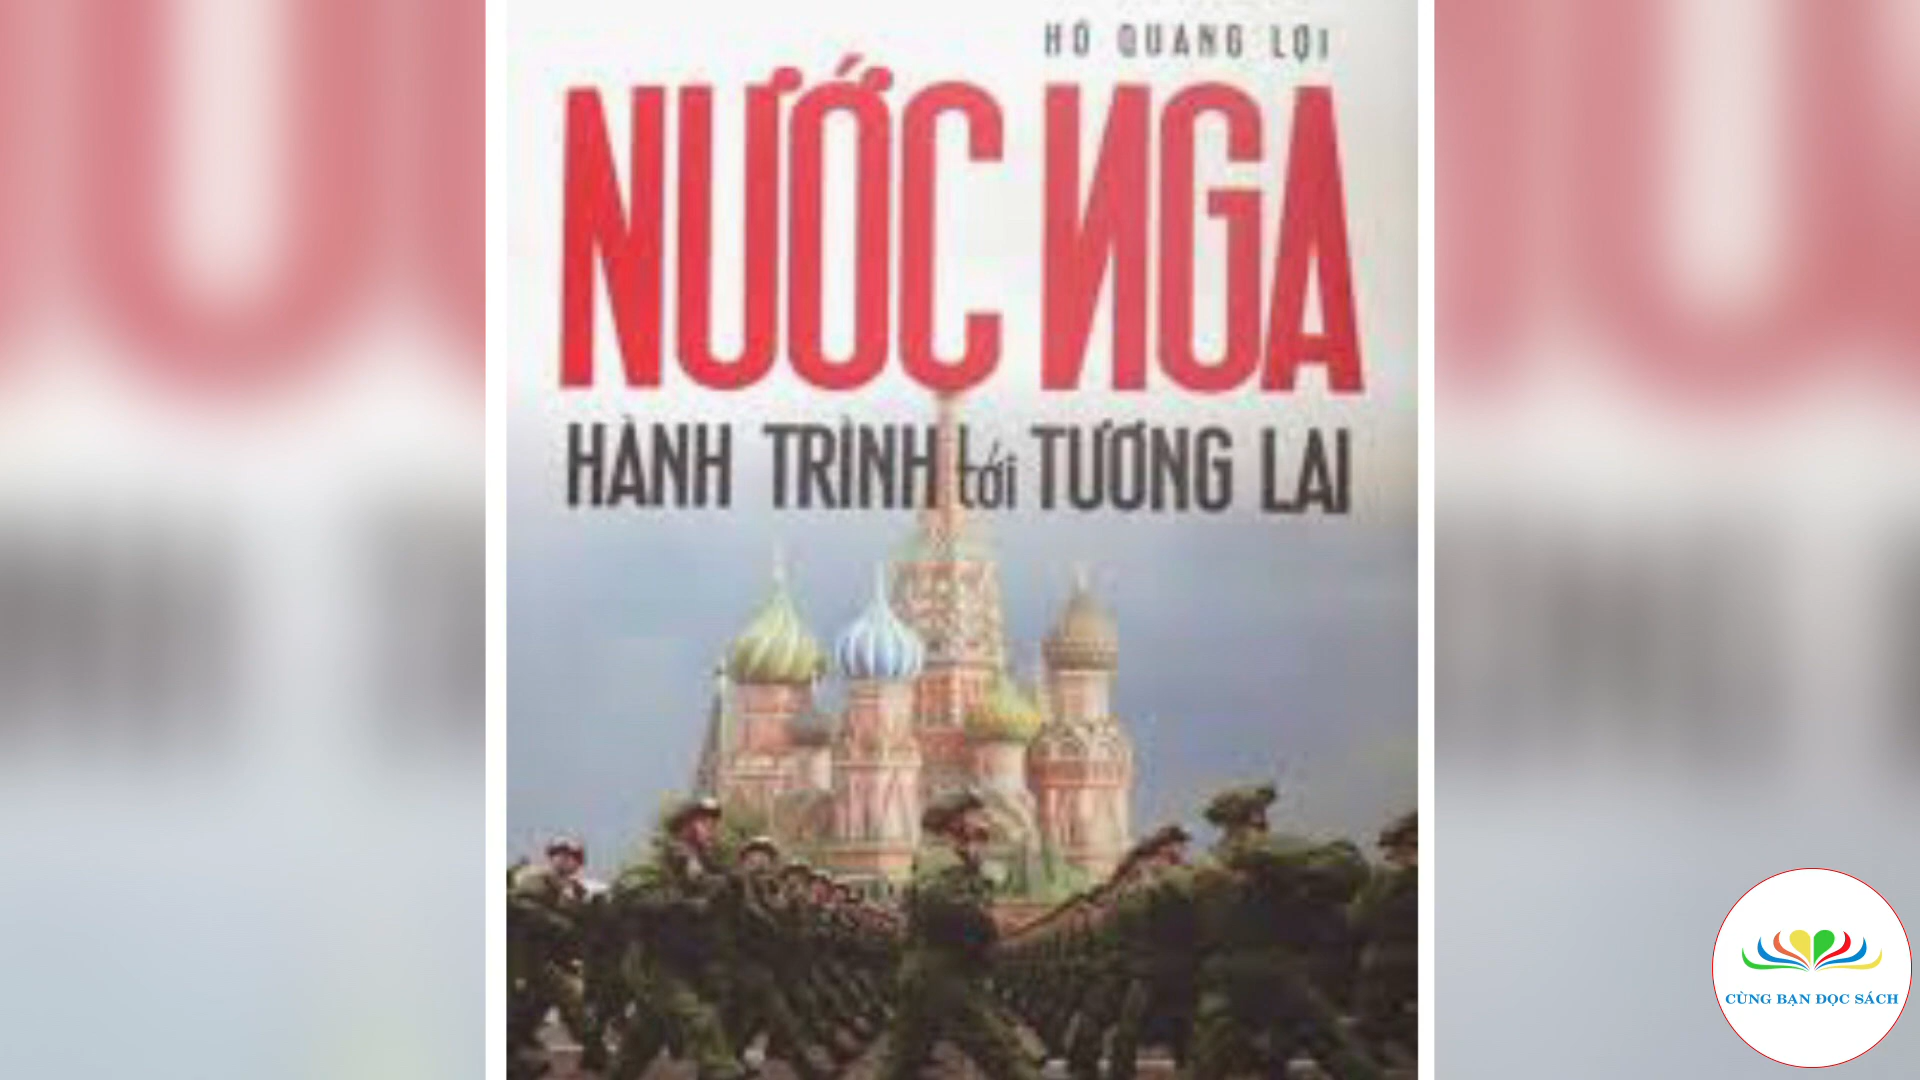 HỒ QUANG LỢI
NƯỚC NGA
HÀNH TRÌNH tới TƯƠNG LAI
CÙNG BẠN ĐỌC SÁCH